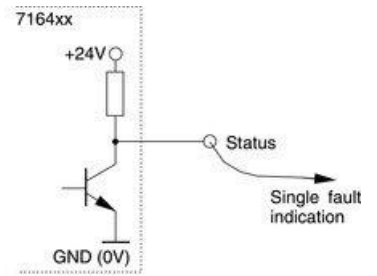 7164xx
+24V
Status
Single fault
indication
GND (0V)